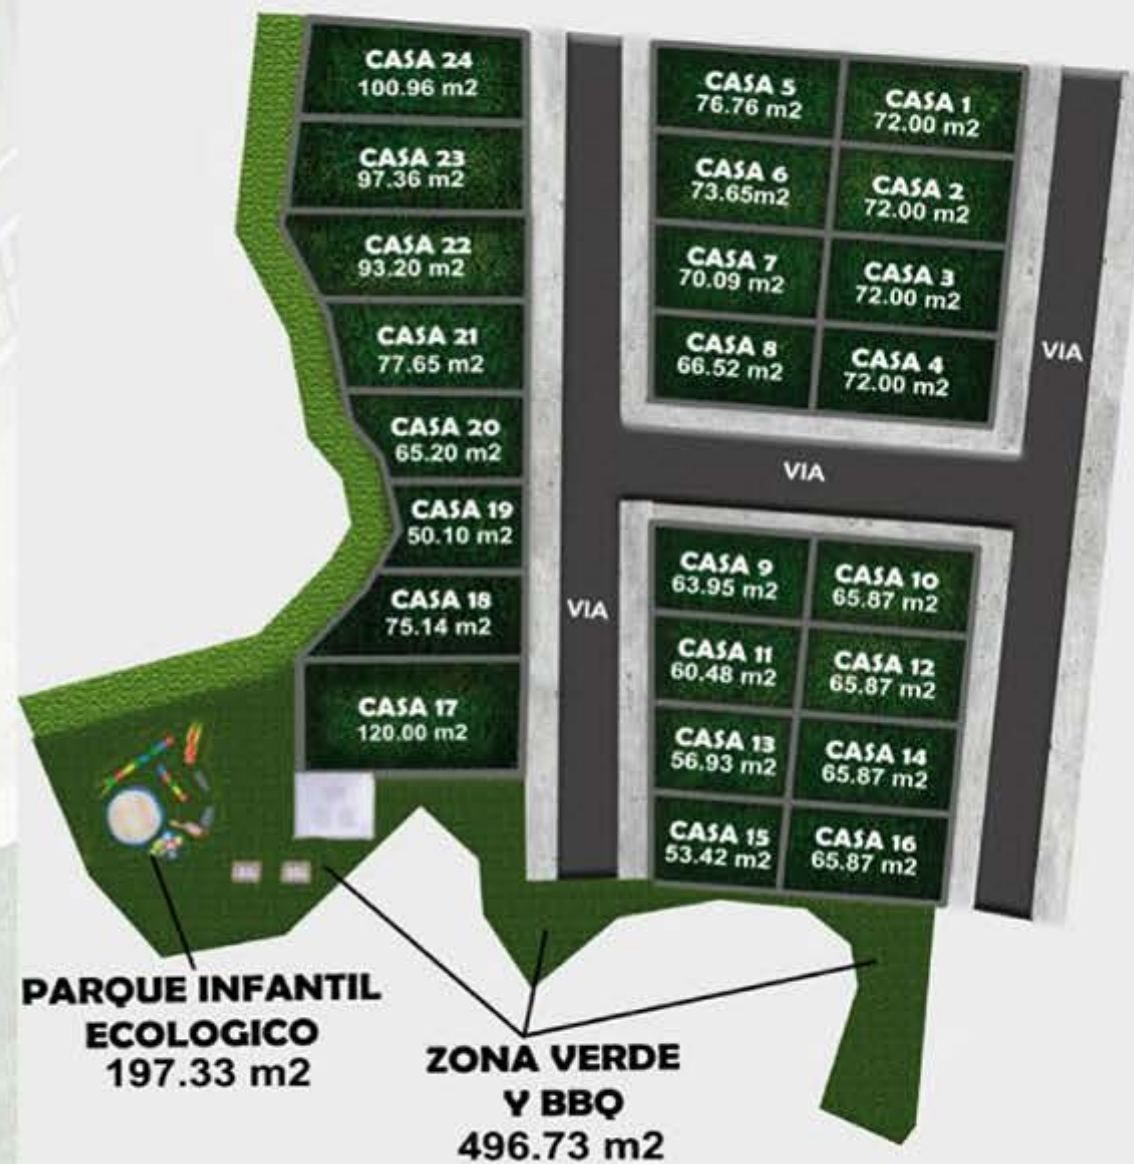 CASA 24
100.96 m2
CASA 23
97.36 m2
CASA 22
93.20 m2
CASA 21
77.65 m2
CASA 20
65.20 m2
CASA 19
50.10 m2
CASA 18
75.14 m2
CASA 17
120.00 m2
CASA 5
76.76 m2
CASA 1
72.00 m2
CASA 6
73.65m2
CASA 2
72.00 m2
CASA 7
70.09 m2
CASA 3
72.00 m2
CASA 8
66.52 m2
CASA 4
72.00 m2
VIA
VIA
VIA
CASA 9
63.95 m2
CASA 10
65.87 m2
CASA 11
60.48 m2
CASA 12
65.87 m2
CASA 13
56.93 m2
CASA 14
65.87 m2
CASA 15
53.42 m2
CASA 16
65.87 m2
PARQUE INFANTIL
ECOLOGICO
197.33 m2
ZONA VERDE
Y BBQ
496.73 m2